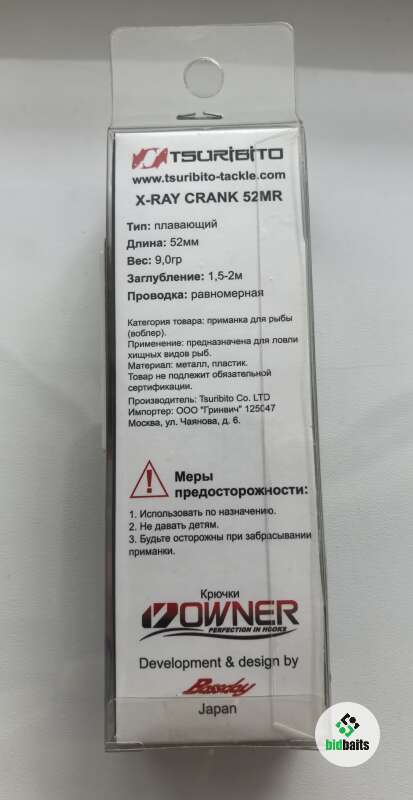 TSURIBITO
www.tsuribito-tackle.com
X-RAY CRANK 52MR
Тип: плавающий
Длина: 52мм
Вес: 9,0гр
Заглубление: 1,5-2м
Проводка: равномерная
Категория товара: приманка для рыбы
(воблер).
Применение: предназначена для ловли
хищных видов рыб.
Материал: металл, пластик.
Товар не подлежит обязательной
сертификации.
Производитель: Tsuribito Co. LTD
Импортер: ООО "Гринвич" 125047
Москва, ул. Чаянова, д. 6.
Меры
предосторожности:
1. Использовать по назначению.
2. Не давать детям.
3. Будьте осторожны при забрасывании
приманки.
Крючки
OWNER
PERFECTION IN HOOKS
Development & design by
Bassday
Japan
bidbaits